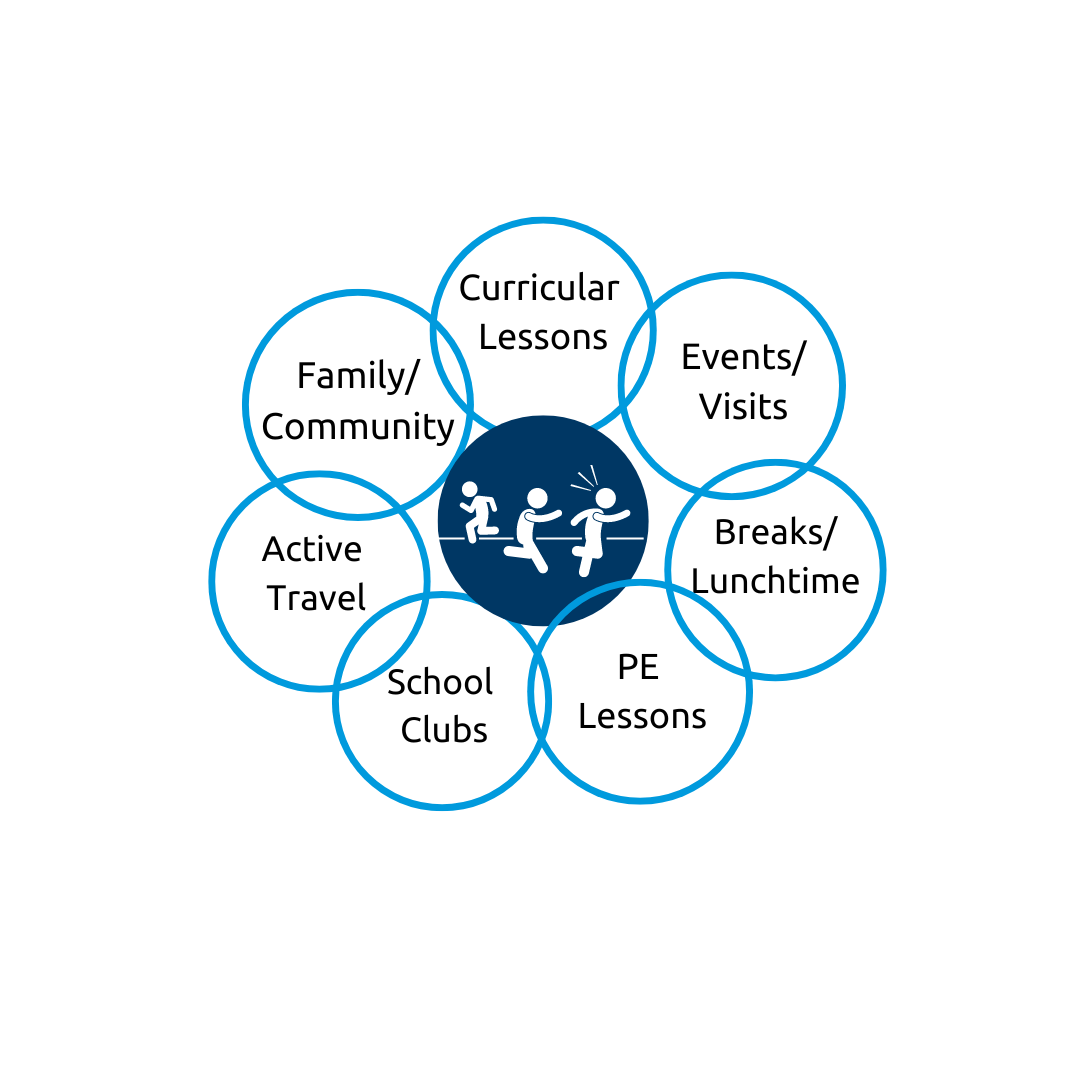 Curricular
Lessons
Events/
Visits
Family/
Community
Breaks/
Lunchtime
Active
Travel
PE
Lessons
School
Clubs